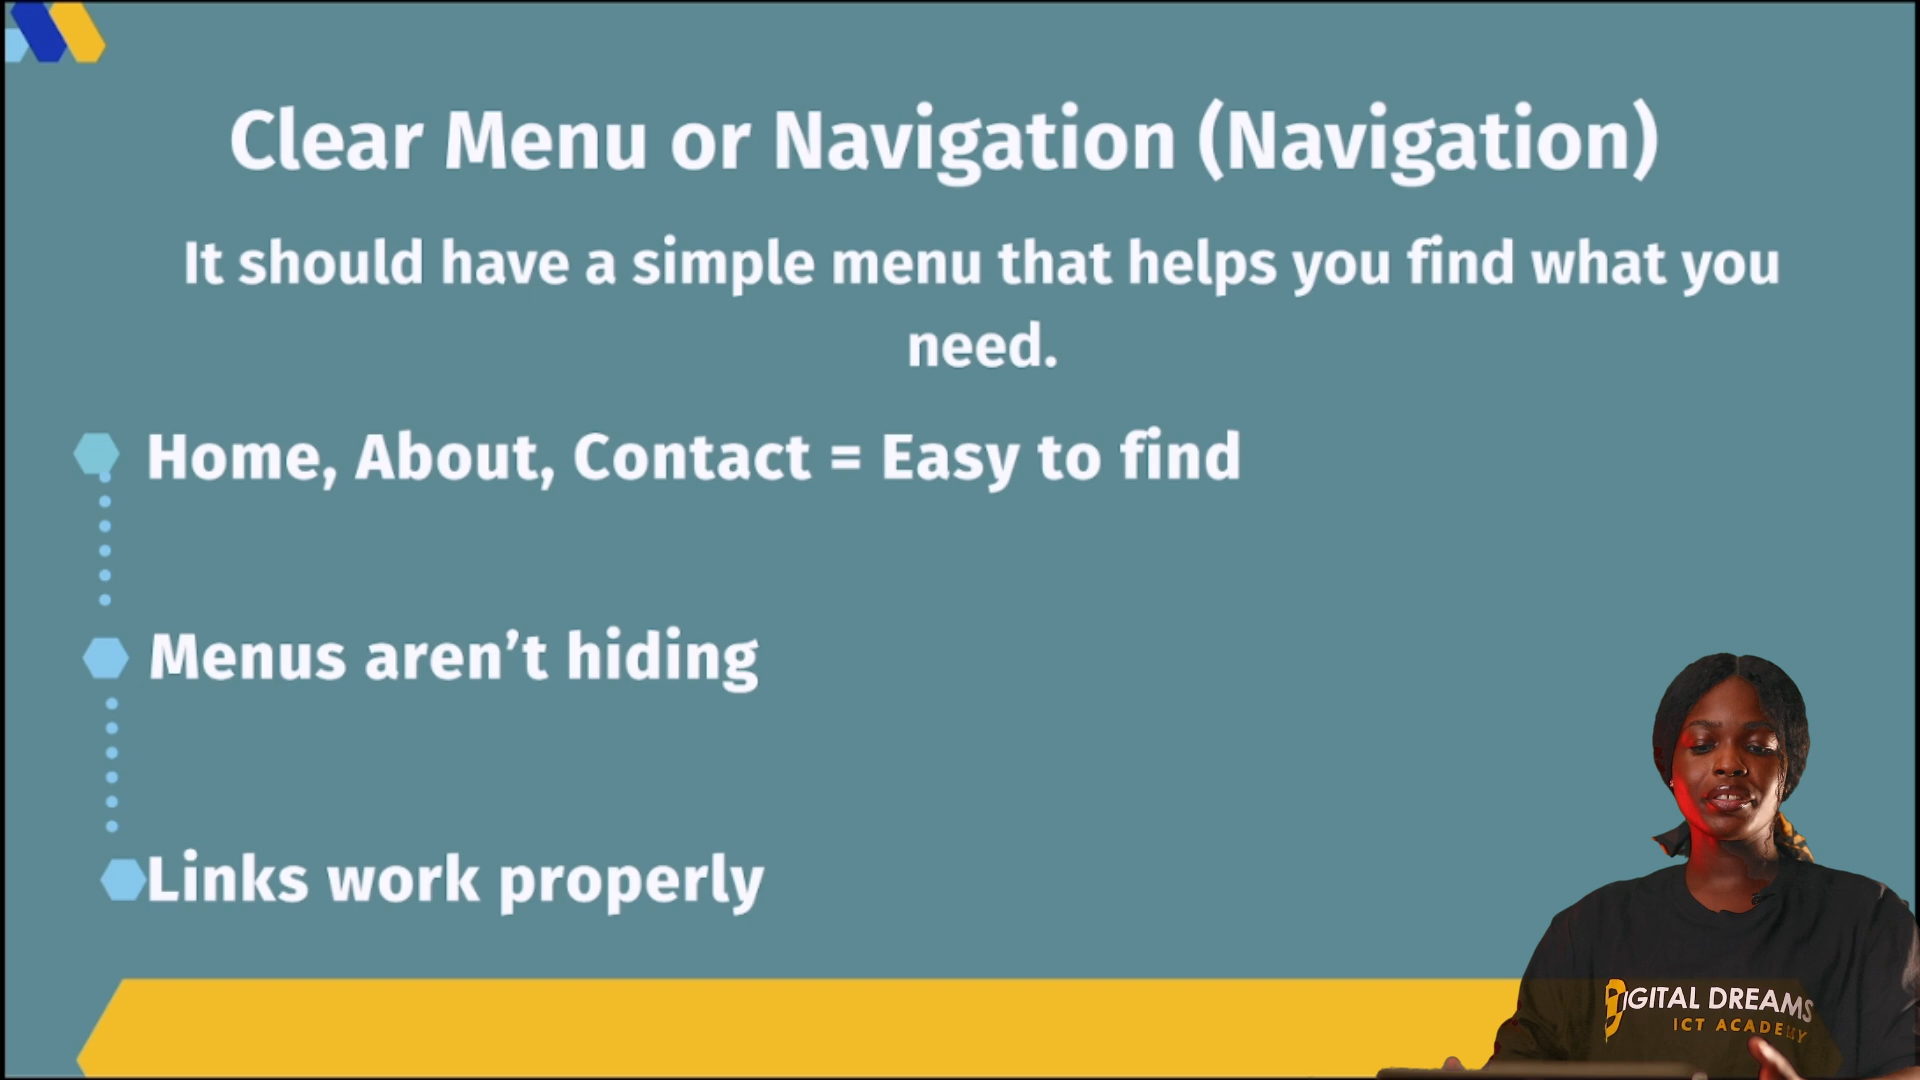 Clear Menu or Navigation (Navigation)
It should have a simple menu that helps you find what you
need.
Home, About, Contact = Easy to find
Menus aren’t hiding
Links work properly
DIGITAL DREAMS
ICT ACADEMY